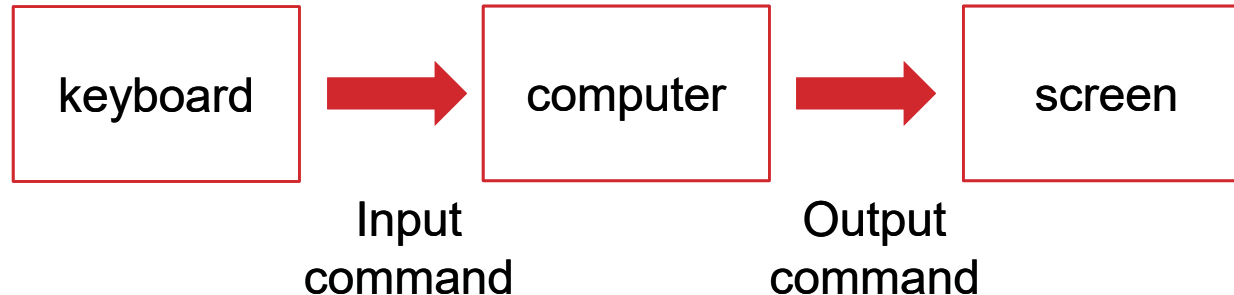 keyboard
computer
screen
Input
command
Output
command